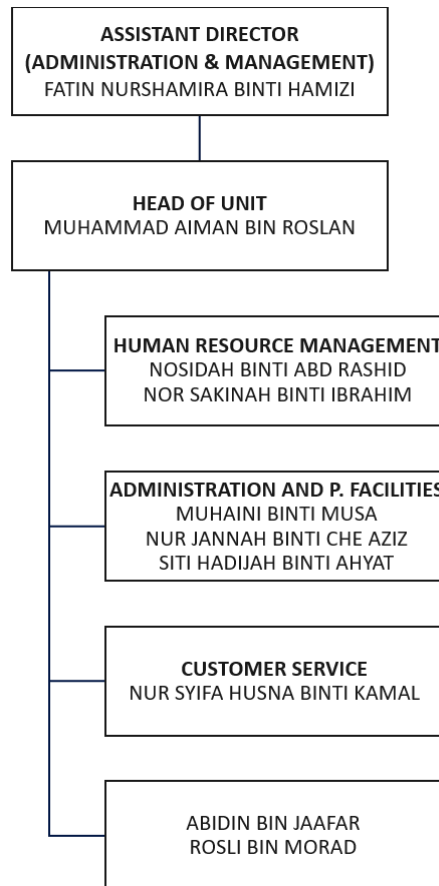 ASSISTANT DIRECTOR
(ADMINISTRATION & MANAGEMENT)
FATIN NURSHAMIRA BINTI HAMIZI
HEAD OF UNIT
MUHAMMAD AIMAN BIN ROSLAN
HUMAN RESOURCE MANAGEMENT
NOSIDAH BINTI ABD RASHID
NOR SAKINAH BINTI IBRAHIM
ADMINISTRATION AND P. FACILITIES
MUHAINI BINTI MUSA
NUR JANNAH BINTI CHE AZIZ
SITI HADIJAH BINTI AHYAT
CUSTOMER SERVICE
NUR SYIFA HUSNA BINTI KAMAL
ABIDIN BIN JAAFAR
ROSLI BIN MORAD